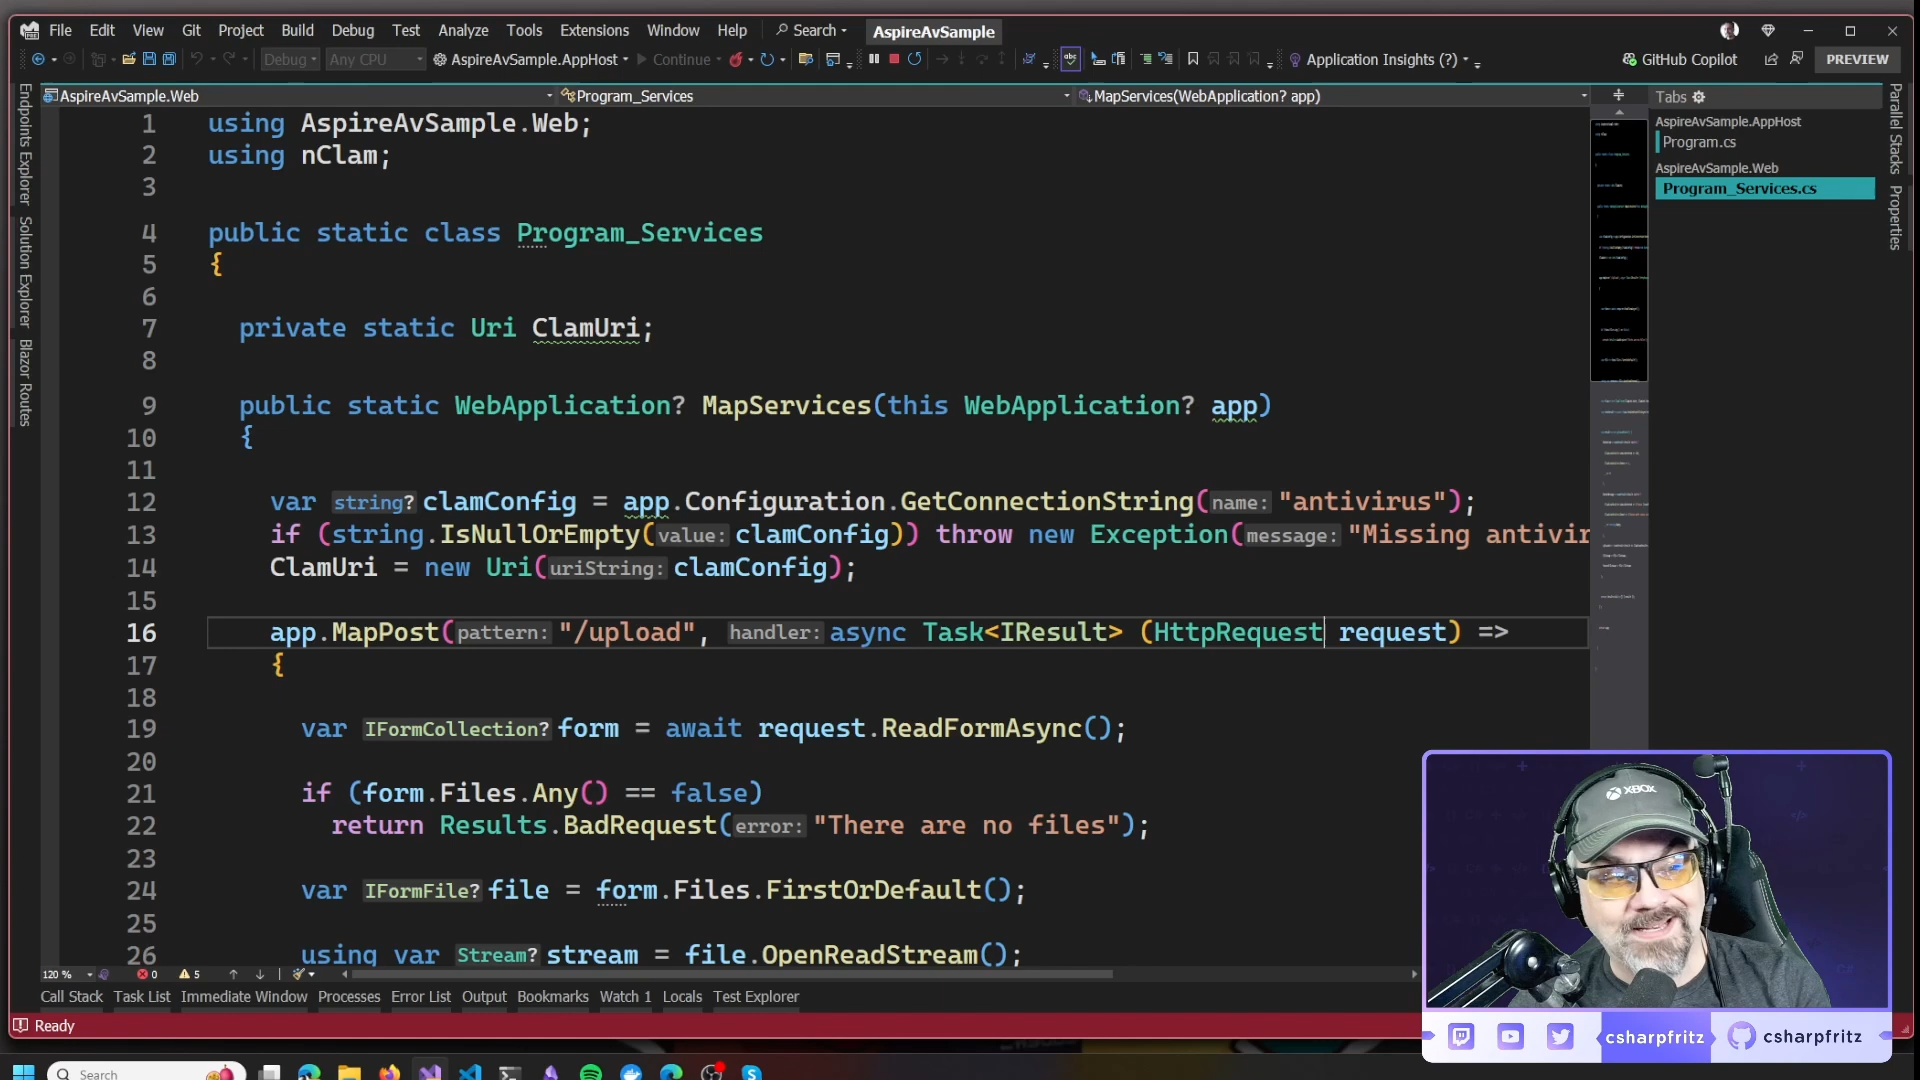 File Edit View Git Project Build Debug Test Analyze Tools Extensions Window Help Search AspireAvSample
Debug Any CPU AspireAvSample.AppHost Continue Application Insights (?) GitHub Copilot PREVIEW
AspireAvSample.Web Program_Services MapServices(WebApplication? app)
Tabs
AspireAvSample.AppHost
Program.cs
AspireAvSample.Web
Program_Services.cs
Endpoints Explorer
Solution Explorer
Blazor Routes
Parallel Stacks
Properties
1 using AspireAvSample.Web;
2 using nClam;
3
4 public static class Program_Services
5 {
6
7 private static Uri ClamUri;
8
9 public static WebApplication? MapServices(this WebApplication? app)
10 {
11
12 var string? clamConfig = app.Configuration.GetConnectionString(name: "antivirus");
13 if (string.IsNullOrEmpty(value: clamConfig)) throw new Exception(message: "Missing antivir
14 ClamUri = new Uri(uriString: clamConfig);
15
16 app.MapPost(pattern: "/upload", handler: async Task<IResult> (HttpRequest request) =>
17 {
18
19 var IFormCollection? form = await request.ReadFormAsync();
20
21 if (form.Files.Any() == false)
22 return Results.BadRequest(error: "There are no files");
23
24 var IFormFile? file = form.Files.FirstOrDefault();
25
26 using var Stream? stream = file.OpenReadStream();
120 % 0 5
Call Stack Task List Immediate Window Processes Error List Output Bookmarks Watch 1 Locals Test Explorer
Ready
XBOX
csharpfritz csharpfritz
Search